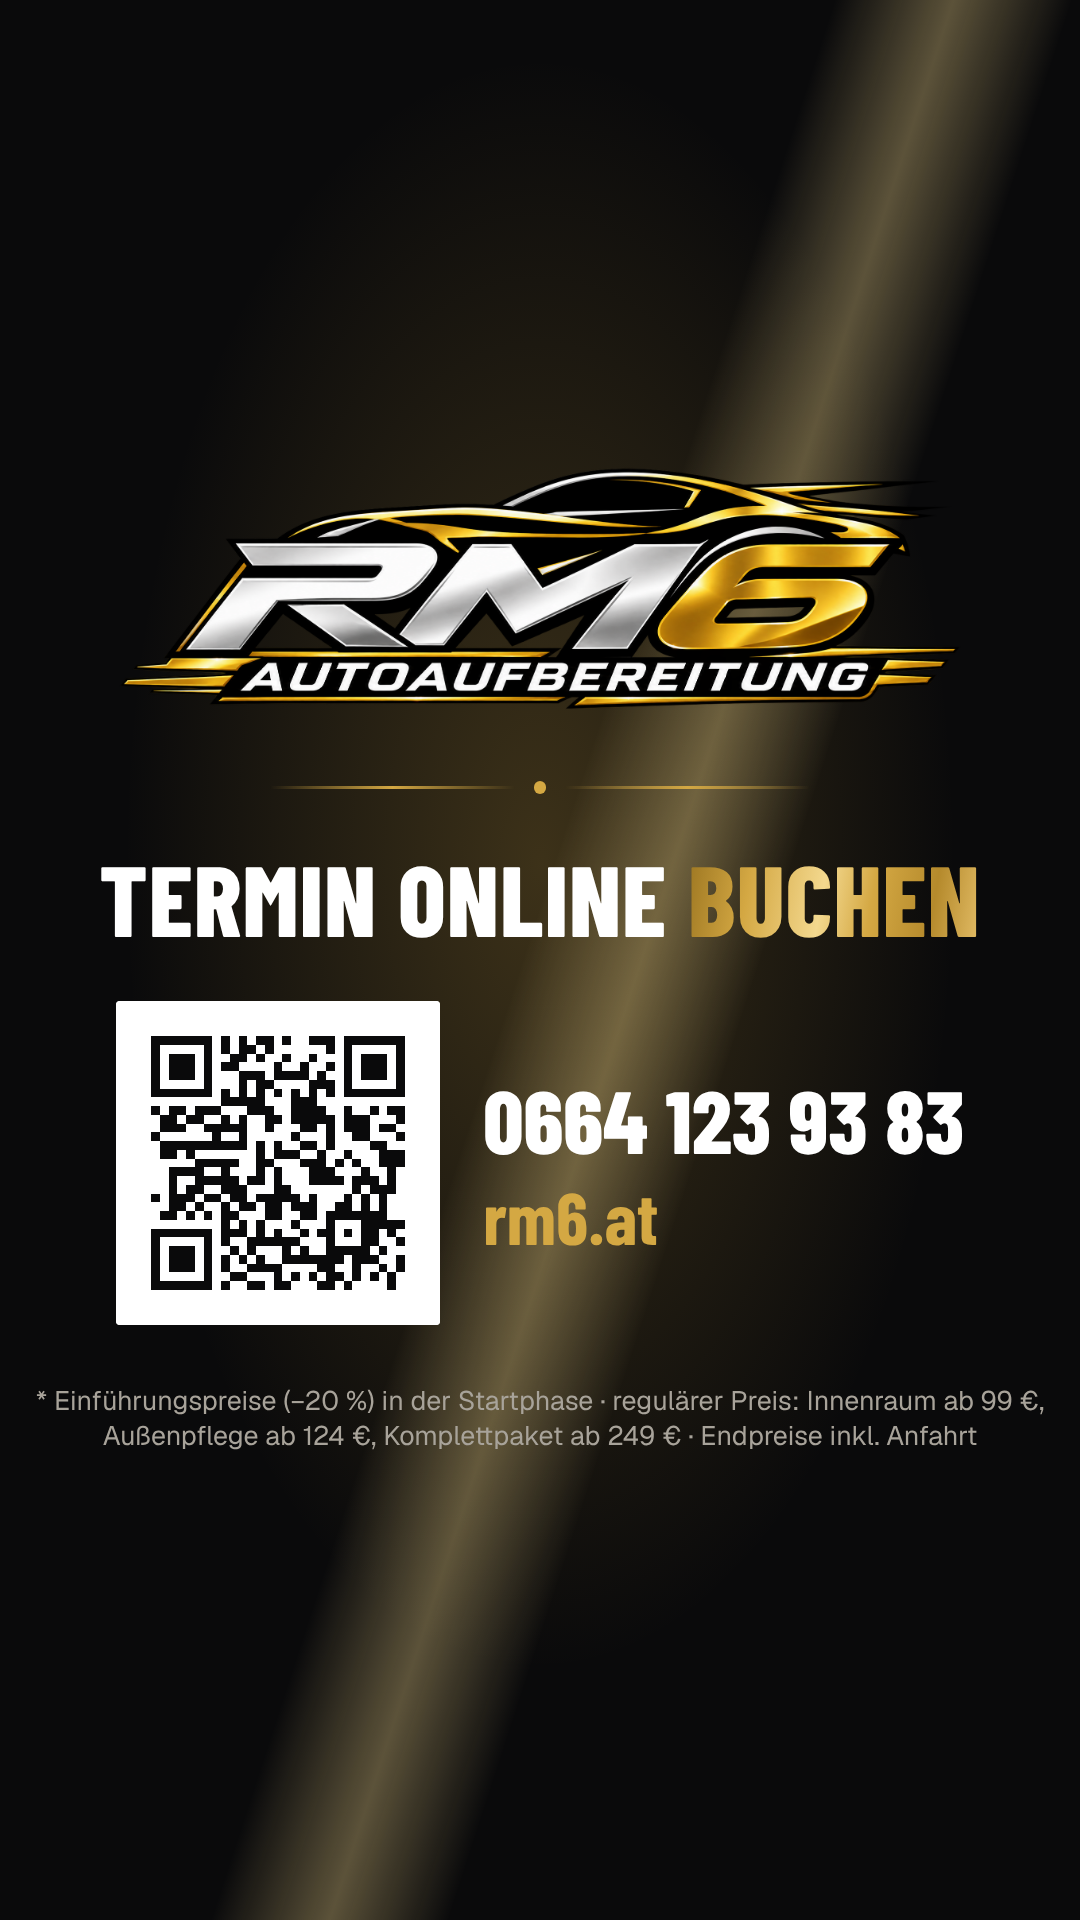 RM6
AUTOAUFBEREITUNG
TERMIN ONLINE BUCHEN
0664 123 93 83
rm6.at
* Einführungspreise (–20 %) in der Startphase · regulärer Preis: Innenraum ab 99 €,
Außenpflege ab 124 €, Komplettpaket ab 249 € · Endpreise inkl. Anfahrt